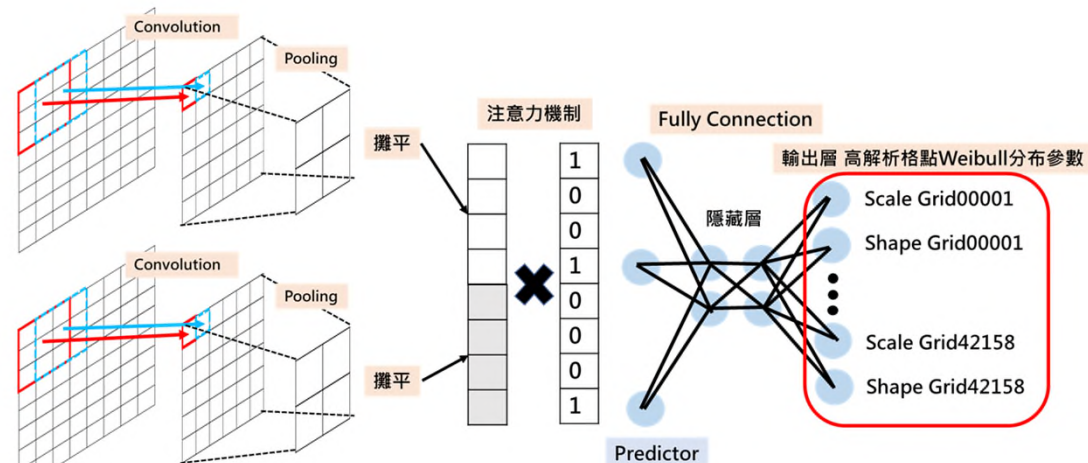 Convolution
Pooling
攤平
Convolution
Pooling
攤平
注意力機制
1
0
0
1
0
0
0
1
Fully Connection
隱藏層
Predictor
輸出層 高解析格點Weibull分布參數
Scale Grid00001
Shape Grid00001
Scale Grid42158
Shape Grid42158